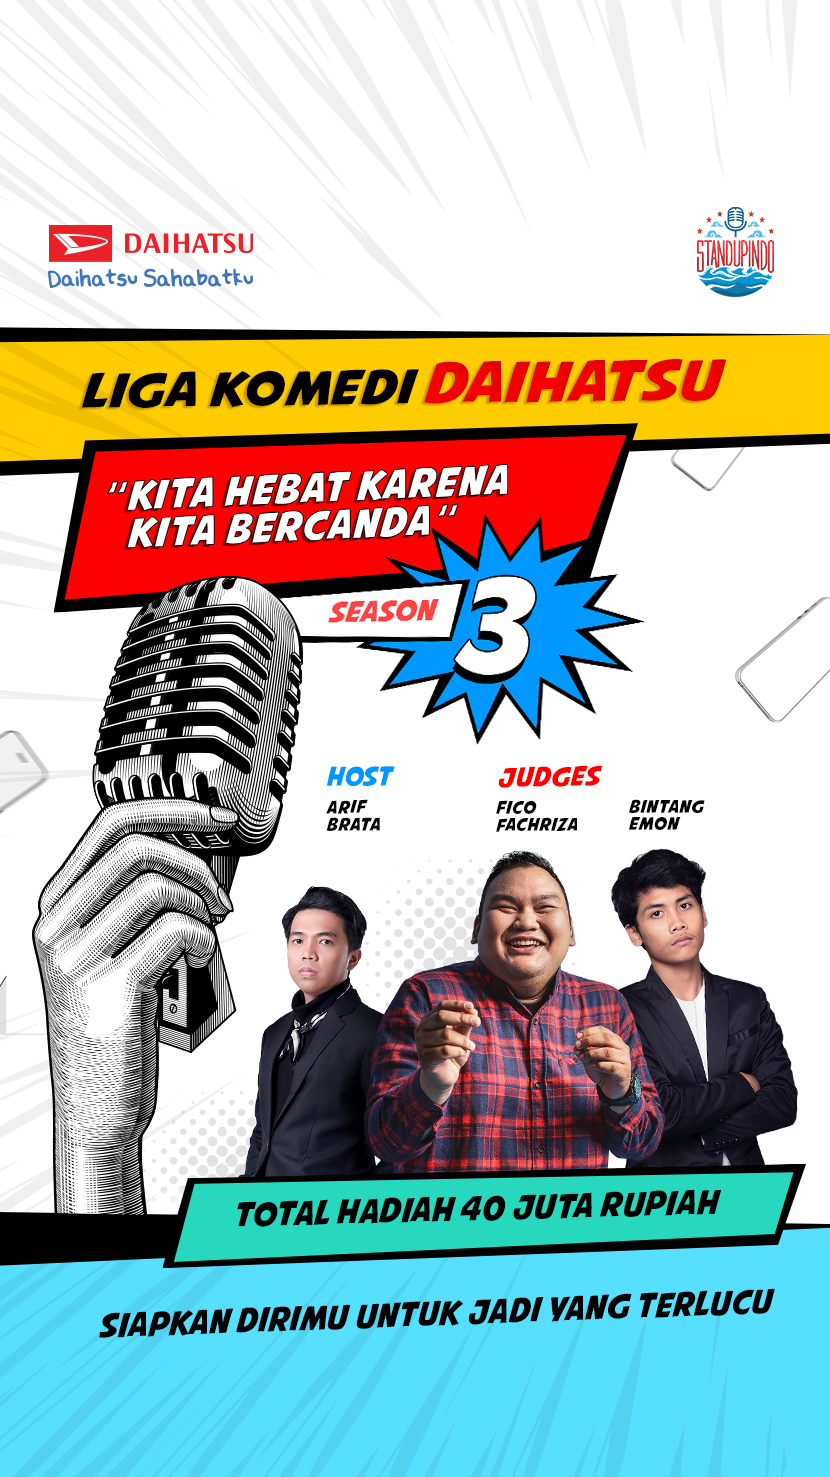 DAIHATSU
Daihatsu Sahabatku
STANDUPINDO
LIGA KOMEDI DAIHATSU
"KITA HEBAT KARENA
KITA BERCANDA"
SEASON 3
HOST
ARIF
BRATA
JUDGES
FICO
FACHRIZA
BINTANG
EMON
TOTAL HADIAH 40 JUTA RUPIAH
SIAPKAN DIRIMU UNTUK JADI YANG TERLUCU